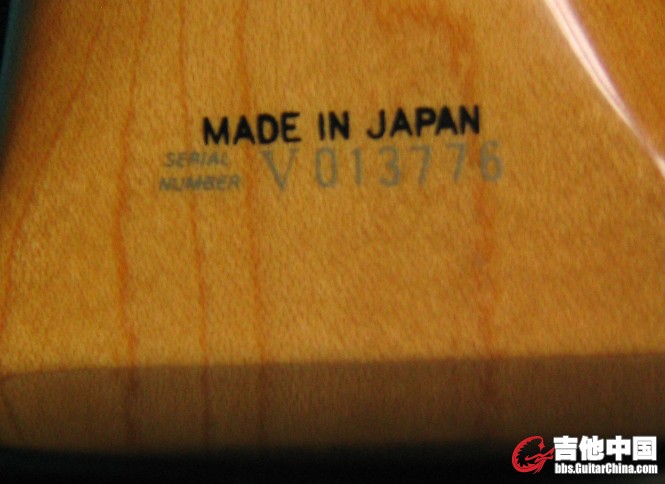 MADE IN JAPAN
SERIAL
NUMBER V013776
吉他中国
bbs.GuitarChina.com